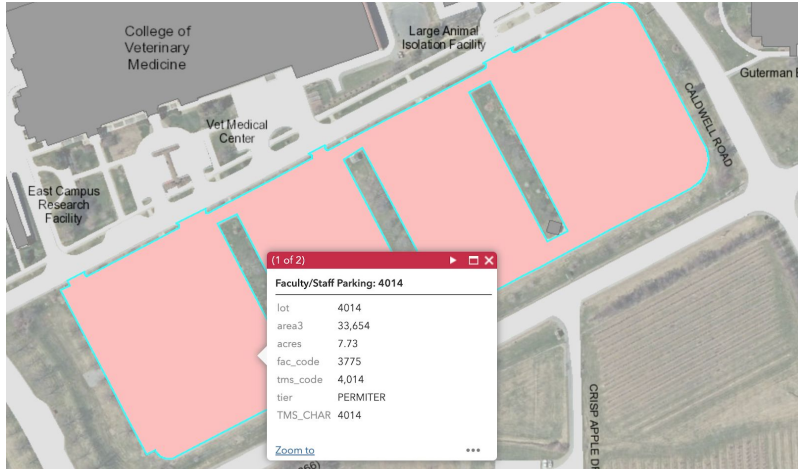 College of
Veterinary
Medicine
Large Animal
Isolation Facility
Guterman
CALDWELL ROAD
Vet Medical
Center
East Campus
Research
Facility
(1 of 2)
Faculty/Staff Parking: 4014
lot 4014
area3 33,654
acres 7.73
fac_code 3775
tms_code 4,014
tier PERMITER
TMS_CHAR 4014
Zoom to
CRISP APPLE
366)